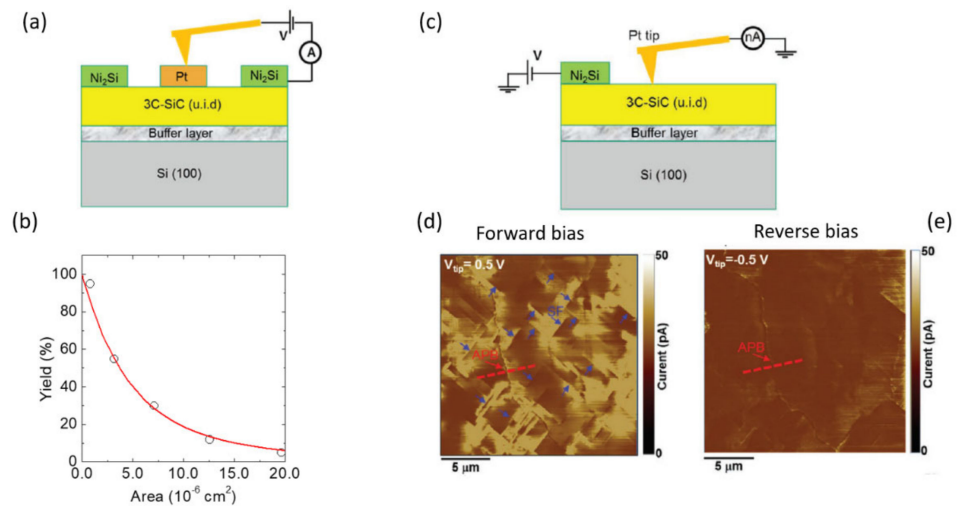 (a)
V
A
Ni₂Si
Pt
Ni₂Si
3C-SiC (u.i.d)
Buffer layer
Si (100)
(b)
100
80
60
40
20
0
Yield (%)
0.0
5.0
10.0
15.0
20.0
Area (10⁻⁶ cm²)
(c)
V
Pt tip
nA
Ni₂Si
3C-SiC (u.i.d)
Buffer layer
Si (100)
(d)
Forward bias
V_tip= 0.5 V
SF
APB
5 µm
50
0
Curent (pA)
Reverse bias
(e)
V_tip=-0.5 V
APB
5 µm
50
0
Curent (pA)